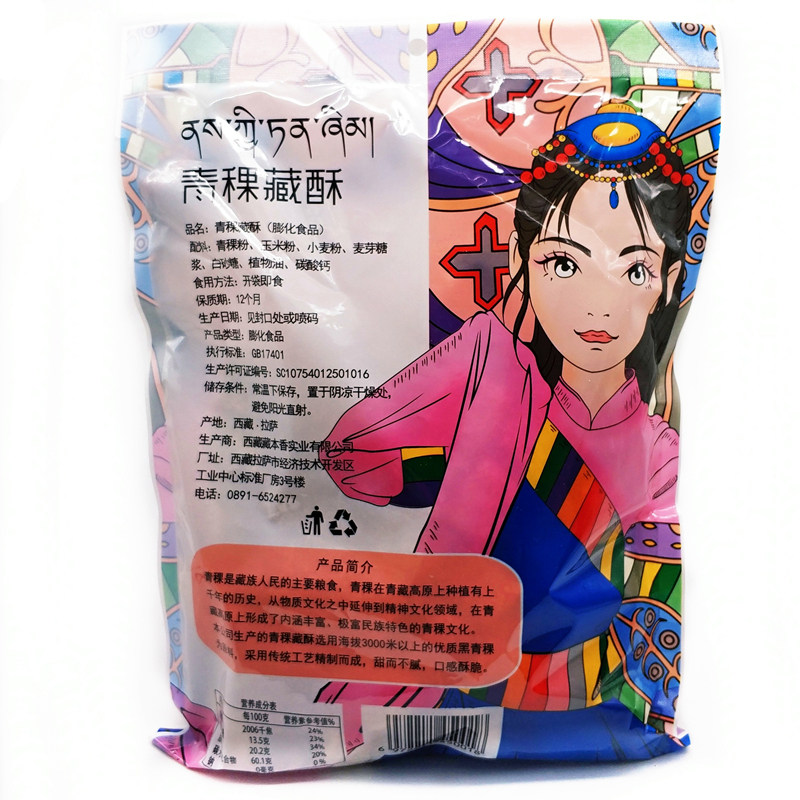 ནས་ཀྱི་ཏན་ཞིམ།
青稞藏酥
品名：青稞藏酥（膨化食品）
配料：青稞粉、玉米粉、小麦粉、麦芽糖
浆、白砂糖、植物油、碳酸钙
食用方法：开袋即食
保质期：12个月
生产日期：见封口处或喷码
产品类型：膨化食品
执行标准：GB17401
生产许可证编号：SC10754012501016
储存条件：常温下保存，置于阴凉干燥处，
避免阳光直射。
产地：西藏·拉萨
生产商：西藏藏本香实业有限公司
厂址：西藏拉萨市经济技术开发区
工业中心标准厂房3号楼
电话：0891-6524277
产品简介
青稞是藏族人民的主要粮食，青稞在青藏高原上种植有上
千年的历史，从物质文化之中延伸到精神文化领域，在青
藏高原上形成了内涵丰富、极富民族特色的青稞文化。
本公司生产的青稞藏酥选用海拨3000米以上的优质黑青稞
为原料，采用传统工艺精制而成，甜而不腻，口感酥脆。
营养成分表
每100克 营养素参考值%
2006千焦 24%
13.5克 23%
20.2克 34%
合物 60.1克 20%
0毫克 0%